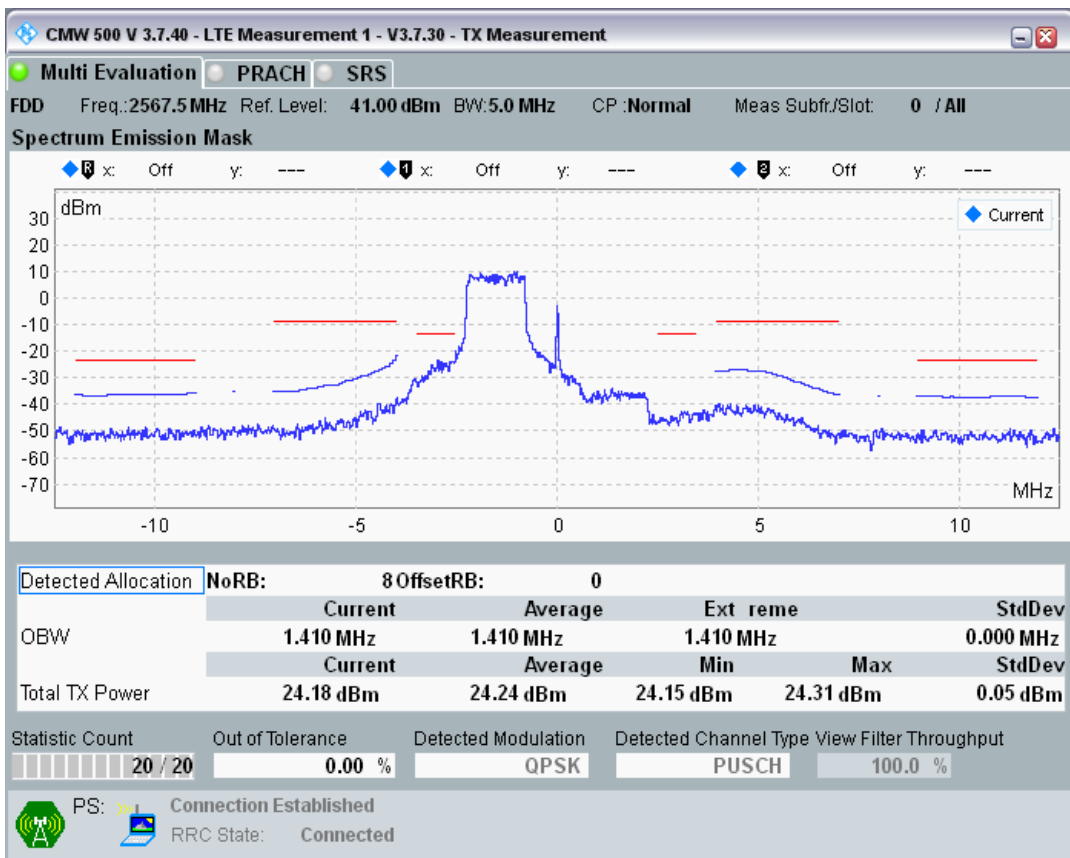 CMW 500 V 3.7.40 - LTE Measurement 1 - V3.7.30 - TX Measurement
Multi Evaluation PRACH SRS
FDD Freq.:2567.5 MHz Ref. Level: 41.00 dBm BW:5.0 MHz CP :Normal Meas Subfr./Slot: 0 / All
Spectrum Emission Mask
R x: Off y: --- 1 x: Off y: --- 2 x: Off y: ---
dBm
Current
30
20
10
0
-10
-20
-30
-40
-50
-60
-70
MHz
-10 -5 0 5 10
Detected Allocation NoRB: 8 OffsetRB: 0
Current Average Ext reme StdDev
OBW 1.410 MHz 1.410 MHz 1.410 MHz 0.000 MHz
Current Average Min Max StdDev
Total TX Power 24.18 dBm 24.24 dBm 24.15 dBm 24.31 dBm 0.05 dBm
Statistic Count Out of Tolerance Detected Modulation Detected Channel Type View Filter Throughput
20 / 20 0.00 % QPSK PUSCH 100.0 %
PS: Connection Established
RRC State: Connected